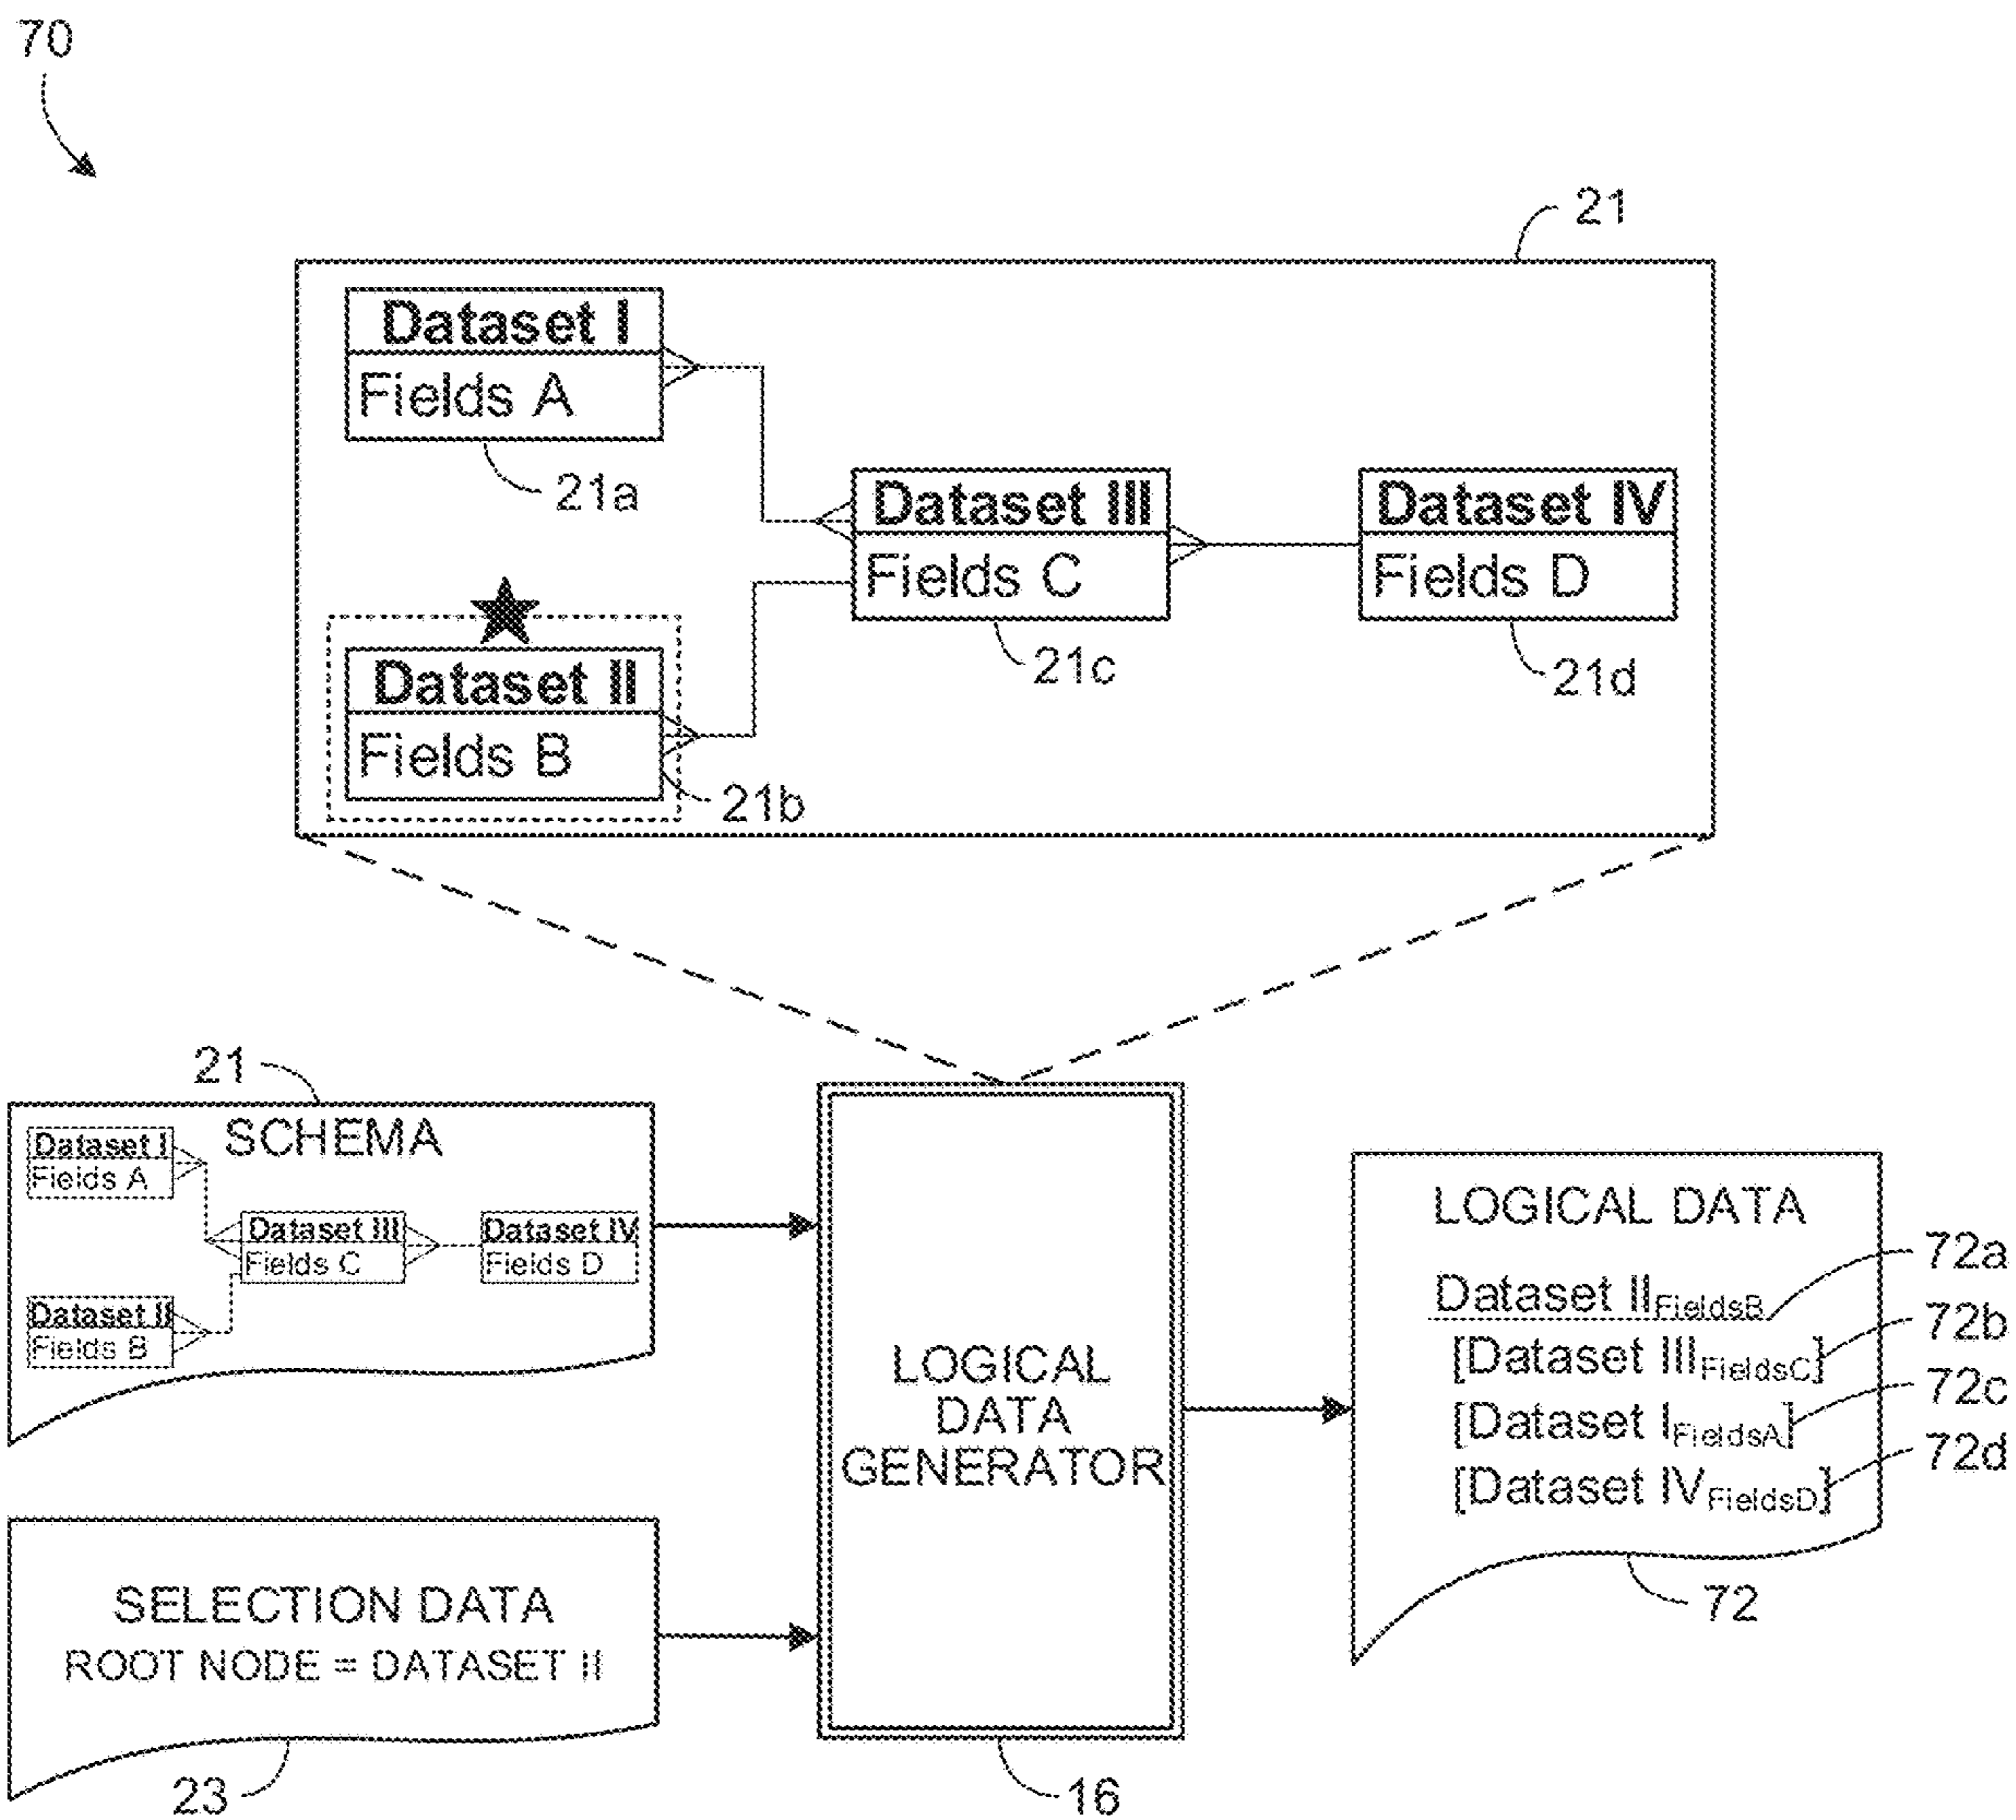 70
21
Dataset I
Fields A
21a
Dataset III
Fields C
21c
Dataset IV
Fields D
21d
Dataset II
Fields B
21b
21
SCHEMA
Dataset I
Fields A
Dataset III
Fields C
Dataset IV
Fields D
Dataset II
Fields B
SELECTION DATA
ROOT NODE = DATASET II
23
LOGICAL
DATA
GENERATOR
16
LOGICAL DATA
Dataset IIFieldsB 72a
[Dataset IIIFieldsC] 72b
[Dataset IFieldsA] 72c
[Dataset IVFieldsD] 72d
72